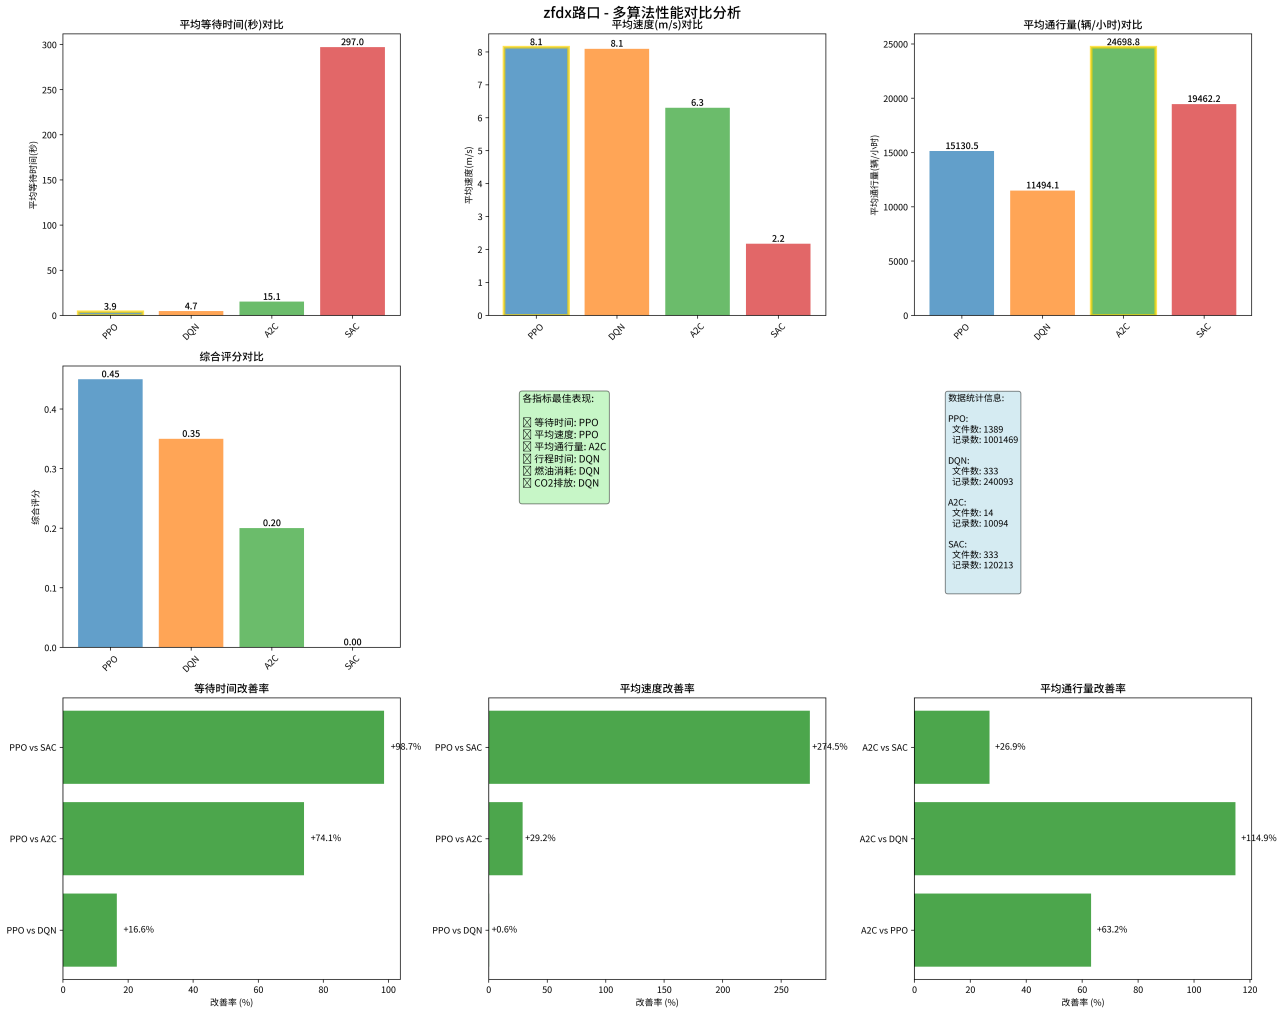 zfdx路口 - 多算法性能对比分析
平均等待时间(秒)对比
平均等待时间(秒)
300
250
200
150
100
50
0
3.9
4.7
15.1
297.0
PPO
DQN
A2C
SAC
平均速度(m/s)对比
平均速度(m/s)
8
7
6
5
4
3
2
1
0
8.1
8.1
6.3
2.2
PPO
DQN
A2C
SAC
平均通行量(辆/小时)对比
平均通行量(辆/小时)
25000
20000
15000
10000
5000
0
15130.5
11494.1
24698.8
19462.2
PPO
DQN
A2C
SAC
综合评分对比
综合评分
0.4
0.3
0.2
0.1
0.0
0.45
0.35
0.20
0.00
PPO
DQN
A2C
SAC
各指标最佳表现:
等待时间: PPO
平均速度: PPO
平均通行量: A2C
行程时间: DQN
燃油消耗: DQN
CO2排放: DQN
数据统计信息:
PPO:
文件数: 1389
记录数: 1001469
DQN:
文件数: 333
记录数: 240093
A2C:
文件数: 14
记录数: 10094
SAC:
文件数: 333
记录数: 120213
等待时间改善率
PPO vs SAC
+98.7%
PPO vs A2C
+74.1%
PPO vs DQN
+16.6%
0
20
40
60
80
100
改善率 (%)
平均速度改善率
PPO vs SAC
+274.5%
PPO vs A2C
+29.2%
PPO vs DQN
+0.6%
0
50
100
150
200
250
改善率 (%)
平均通行量改善率
A2C vs SAC
+26.9%
A2C vs DQN
+114.9%
A2C vs PPO
+63.2%
0
20
40
60
80
100
120
改善率 (%)